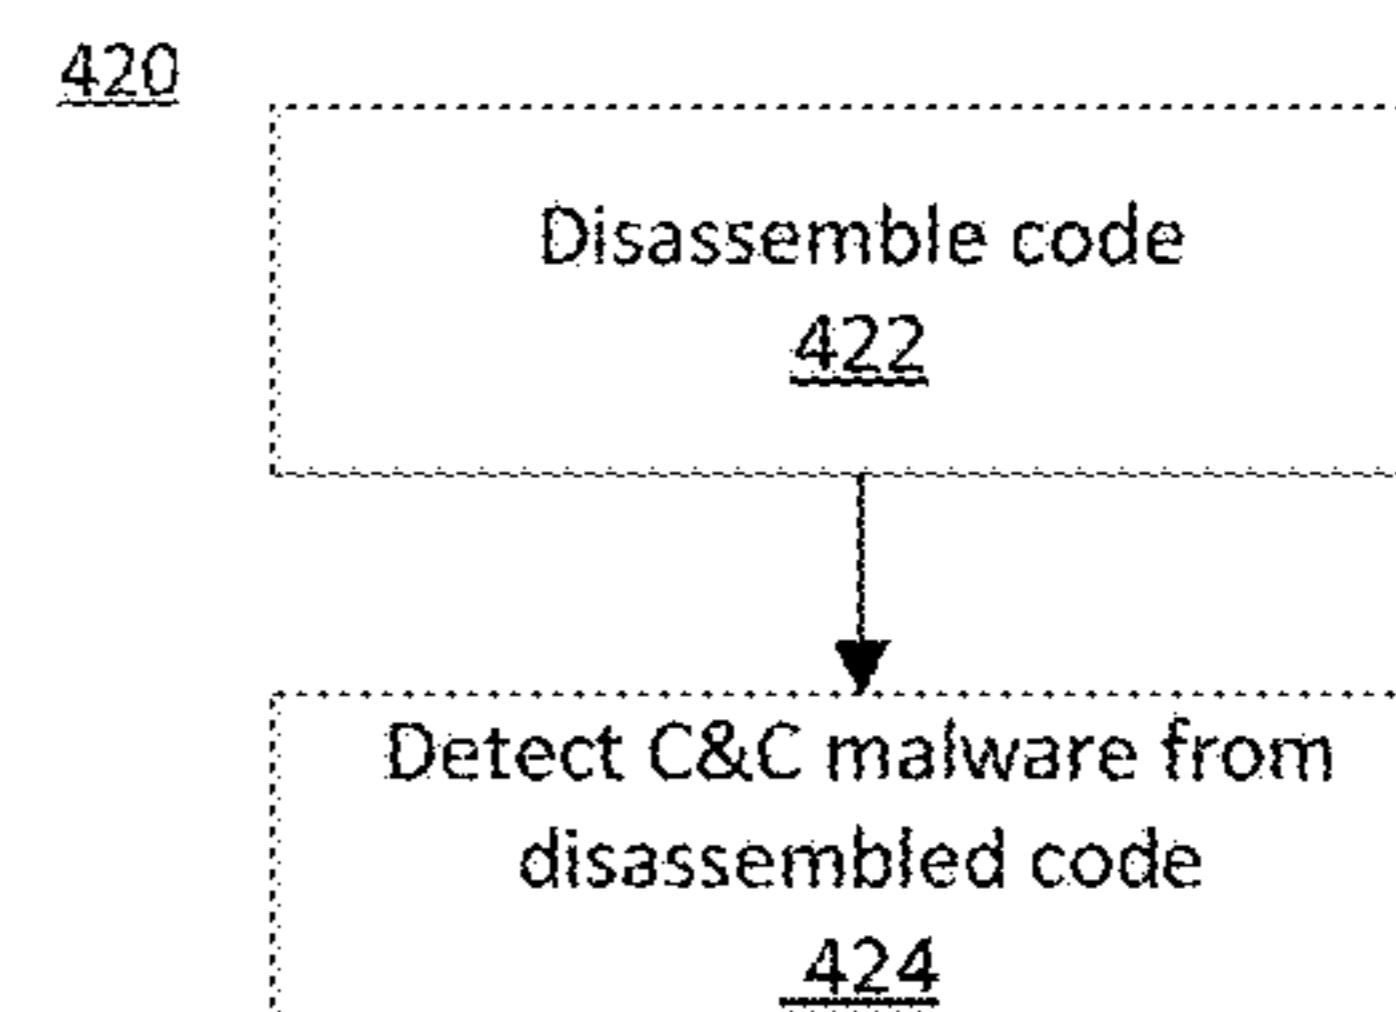 420
Disassemble code
422
Detect C&C malware from
disassembled code
424